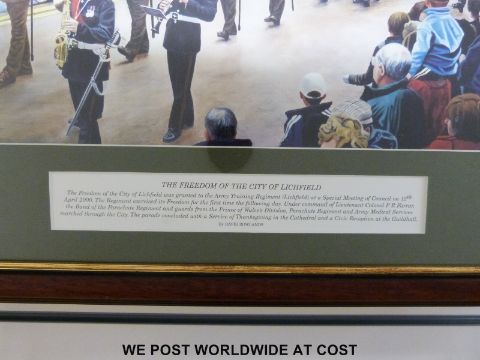 THE FREEDOM OF THE CITY OF LICHFIELD
The Freedom of the City of Lichfield was granted to the Army Training Regiment (Lichfield) at a Special Meeting of Council on 12th
April 2000. The Regiment exercised its Freedom for the first time the following day. Under command of Lieutenant Colonel P R
the Band of the Parachute Regiment and guards from the Prince of Wales's Division, Parachute Regiment and Army Medical Services
marched through the City. The parade concluded with a Service of Thanksgiving in the Cathedral and a Civic Reception at the Guildhall.
by
WE POST WORLDWIDE AT COST